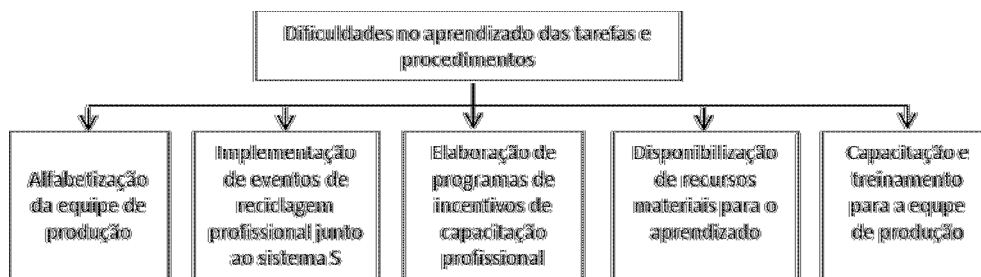 Dificuldades no aprendizado das tarefas e
procedimentos
Alfabetização
da equipe de
produção
Implementação
de eventos de
reciclagem
profissional junto
ao sistema S
Elaboração de
programas de
incentivos de
capacitação
profissional
Disponibilização
de recursos
materiais para o
aprendizado
Capacitação e
treinamento
para a equpe
de produção